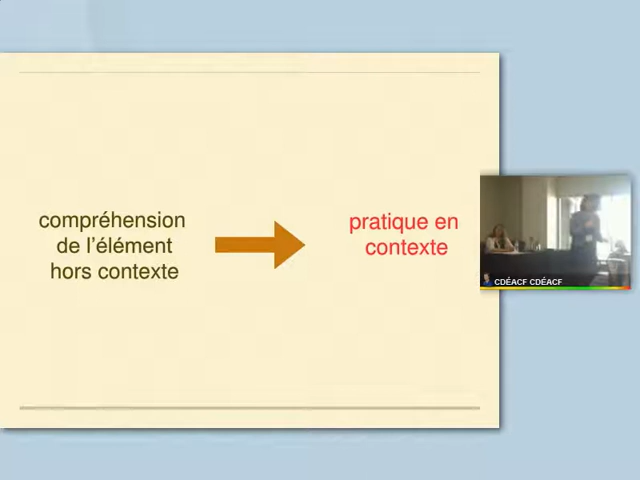 compréhension
de l'élément
hors contexte
pratique en
contexte
CDÉACF CDÉACF